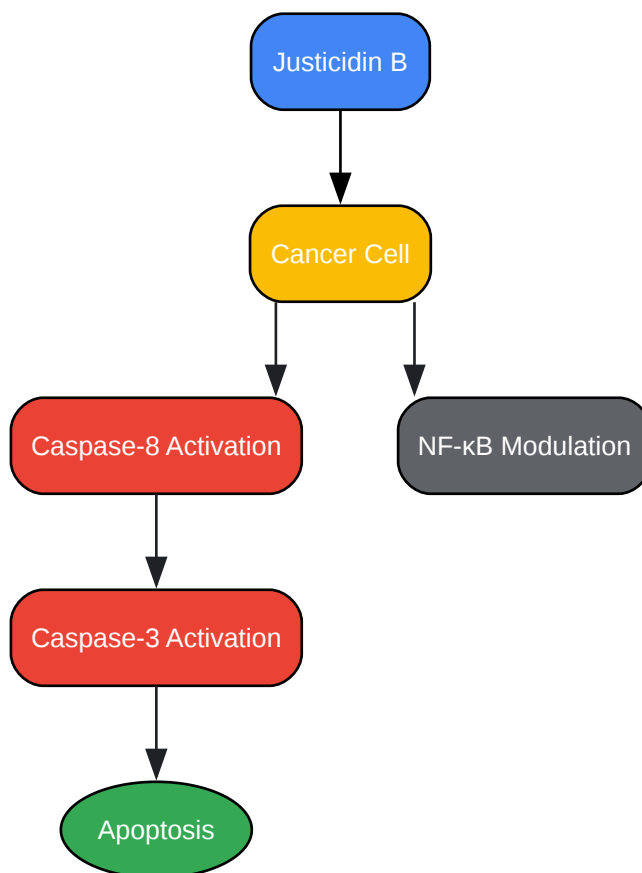 Justicidin B
Cancer Cell
Caspase-8 Activation
NF-κB Modulation
Caspase-3 Activation
Apoptosis